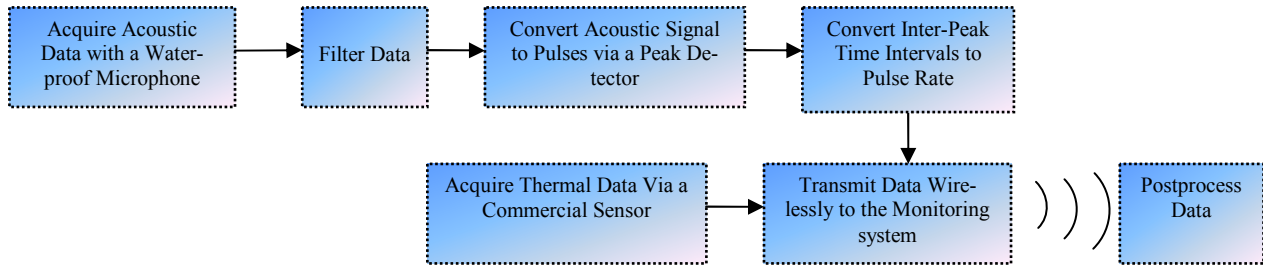 Acquire Acoustic
Data with a Water-
proof Microphone
Filter Data
Convert Acoustic Signal
to Pulses via a Peak De-
tector
Convert Inter-Peak
Time Intervals to
Pulse Rate
Acquire Thermal Data Via a
Commercial Sensor
Transmit Data Wire-
lessly to the Monitoring
system
Postprocess
Data